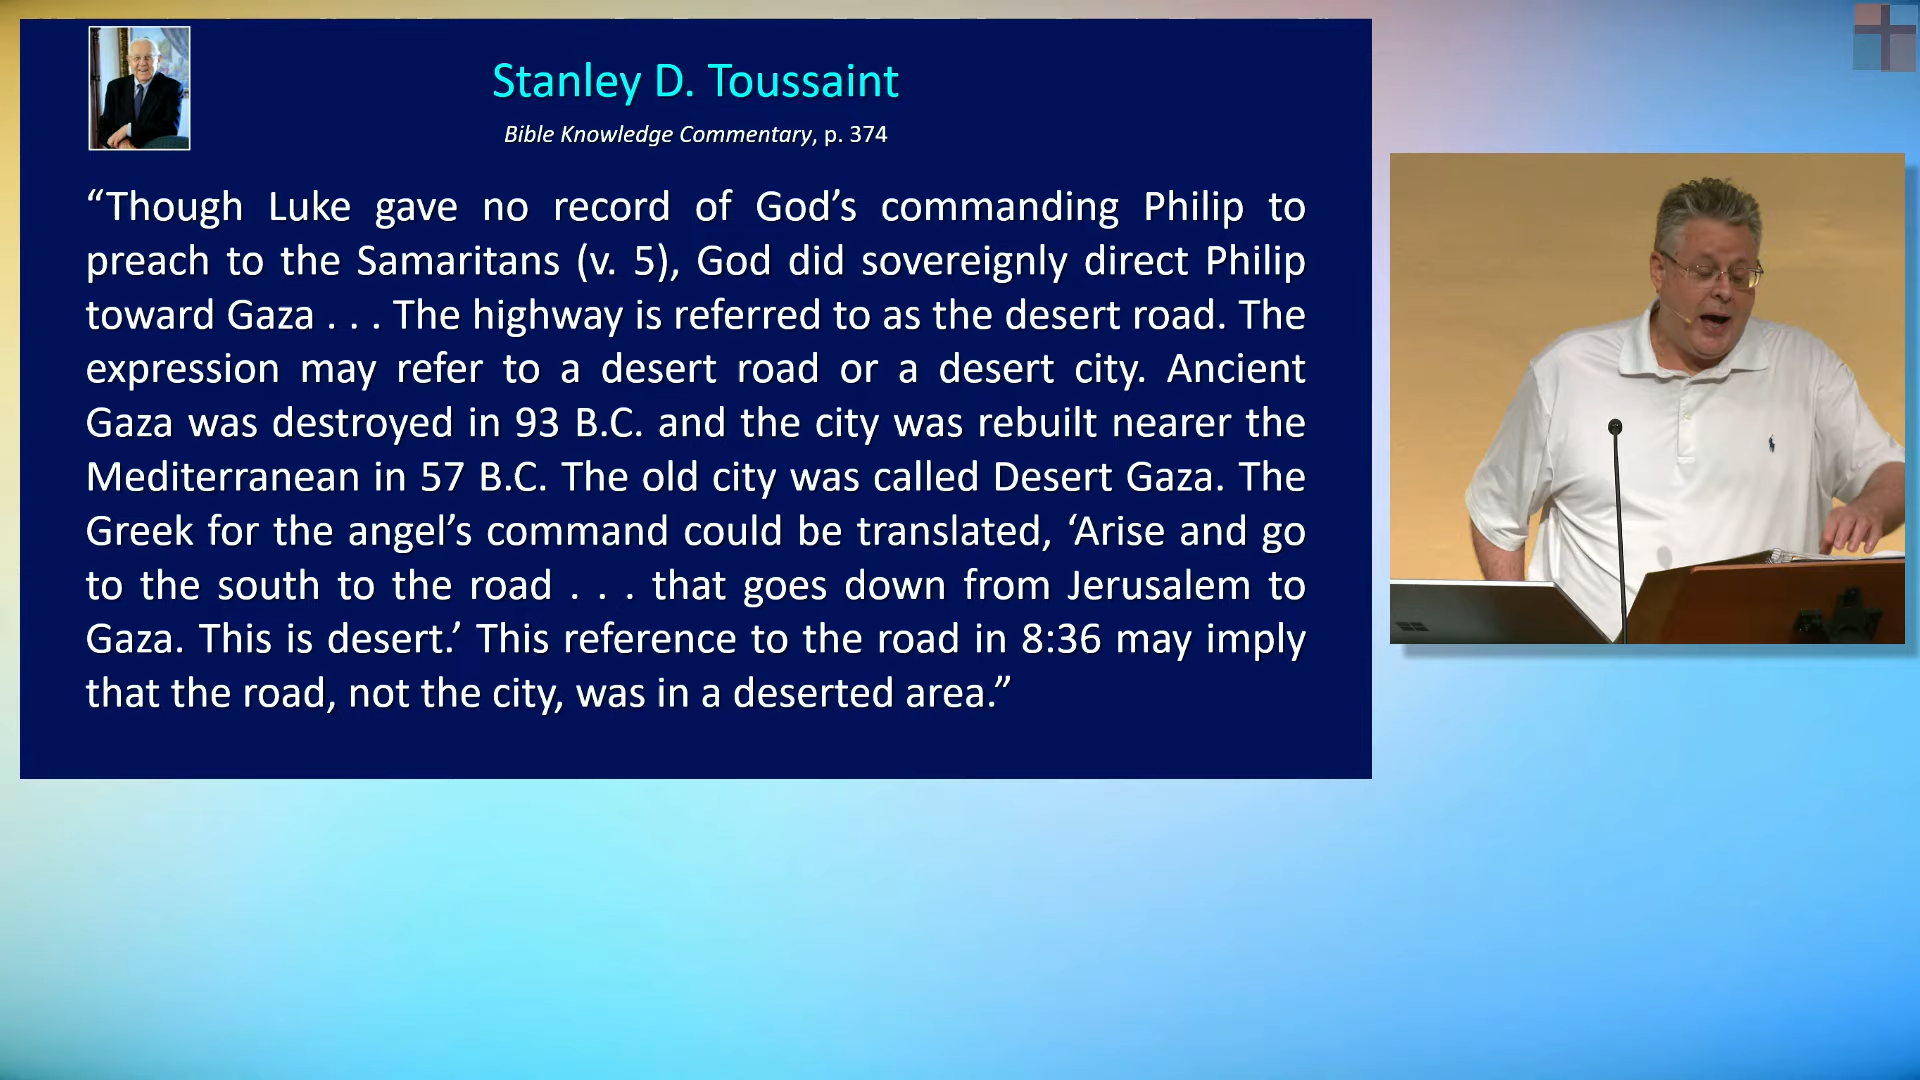 Stanley D. Toussaint
Bible Knowledge Commentary, p. 374
“Though Luke gave no record of God’s commanding Philip to
preach to the Samaritans (v. 5), God did sovereignly direct Philip
toward Gaza . . . The highway is referred to as the desert road. The
expression may refer to a desert road or a desert city. Ancient
Gaza was destroyed in 93 B.C. and the city was rebuilt nearer the
Mediterranean in 57 B.C. The old city was called Desert Gaza. The
Greek for the angel’s command could be translated, ‘Arise and go
to the south to the road . . . that goes down from Jerusalem to
Gaza. This is desert.’ This reference to the road in 8:36 may imply
that the road, not the city, was in a deserted area.”